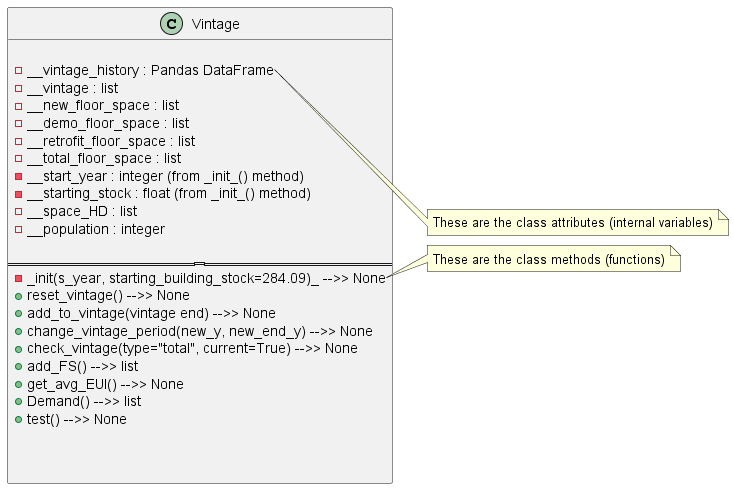 C Vintage
__vintage_history : Pandas DataFrame
__vintage : list
__new_floor_space : list
__demo_floor_space : list
__retrofit_floor_space : list
__total_floor_space : list
__start_year : integer (from _init_() method)
__starting_stock : float (from _init_() method)
__space_HD : list
__population : integer
These are the class attributes (internal variables)
_init(s_year, starting_building_stock=284.09)_ -->> None
These are the class methods (functions)
reset_vintage() -->> None
add_to_vintage(vintage end) -->> None
change_vintage_period(new_y, new_end_y) -->> None
check_vintage(type="total", current=True) -->> None
add_FS() -->> list
get_avg_EUI() -->> None
Demand() -->> list
test() -->> None